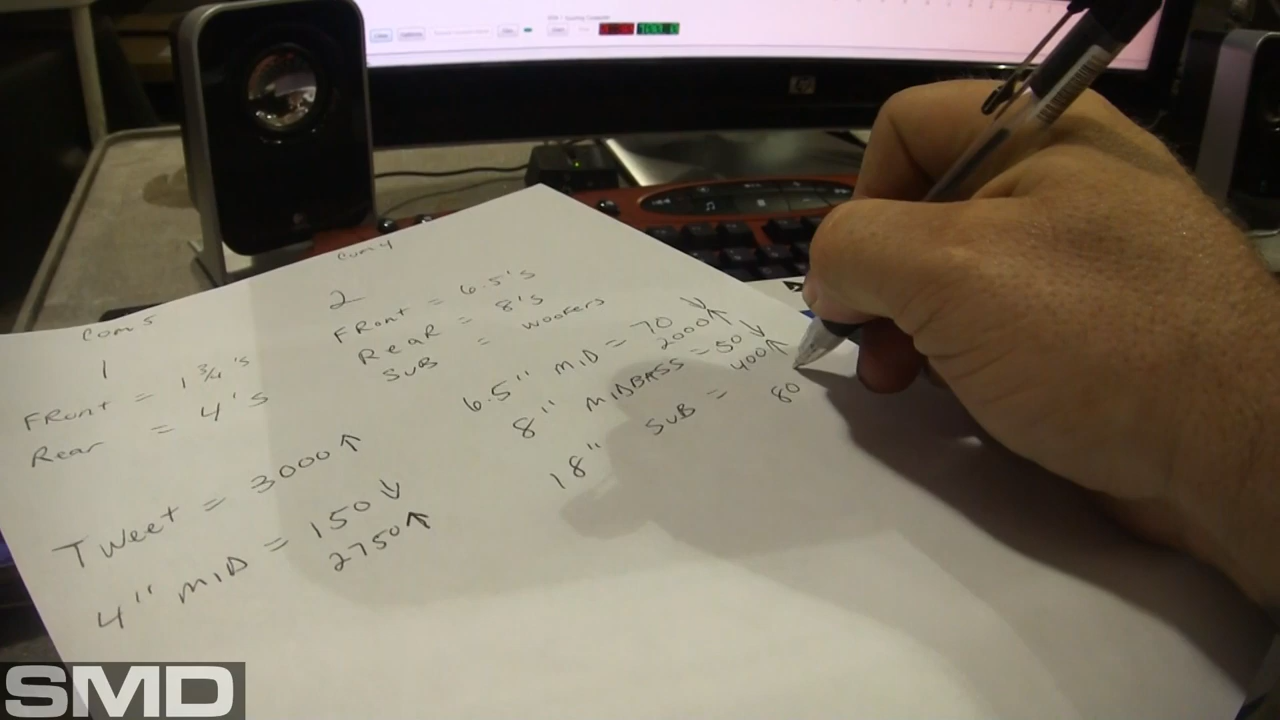 Com 5
1
FRont = 1 3/4's
Rear = 4's
Tweet = 3000↑
4" MID = 150↓
2750↑
Com 4
2
FRont = 6.5's
ReaR = 8's
SuB = woofers
6.5" MID = 70↓
2000↑
8" MIDBASS = 50↓
400↑
18" SuB = 80
hp
SMD